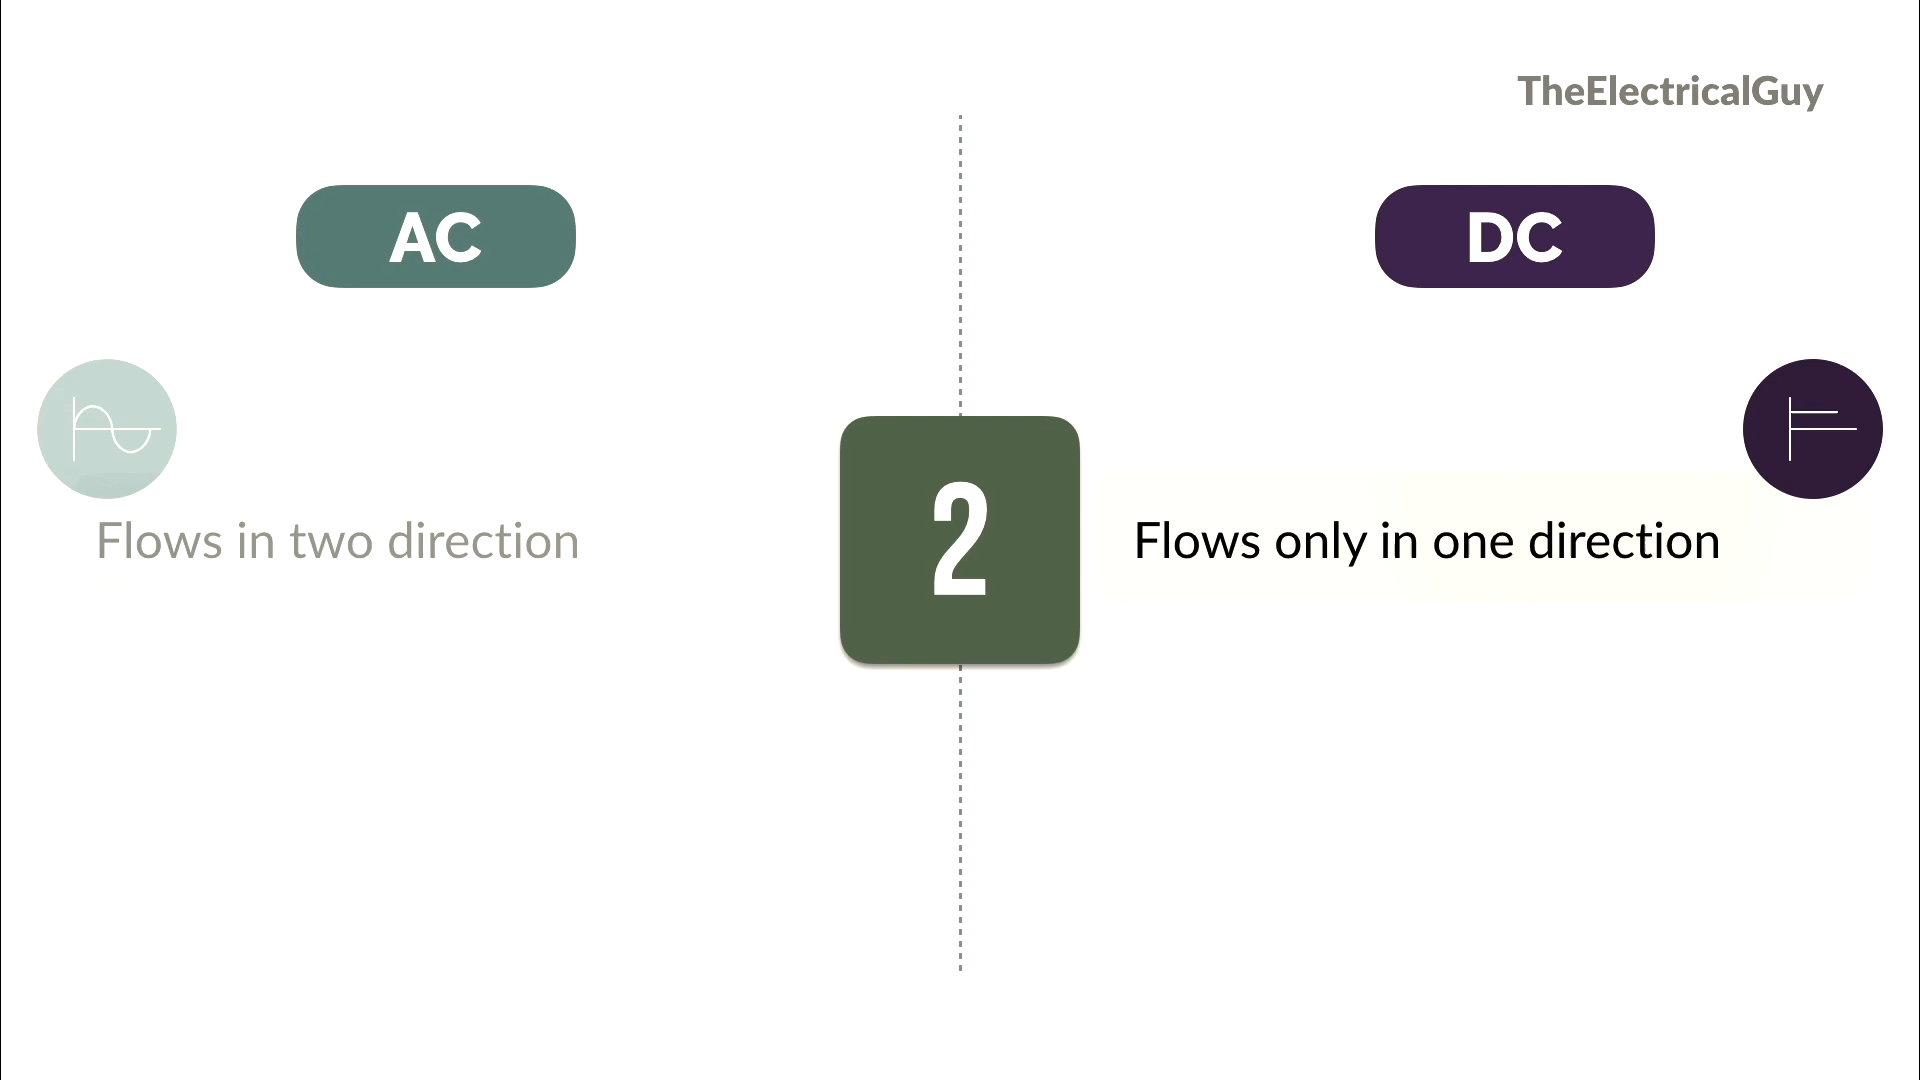 TheElectricalGuy
AC
DC
Flows in two direction
2
Flows only in one direction